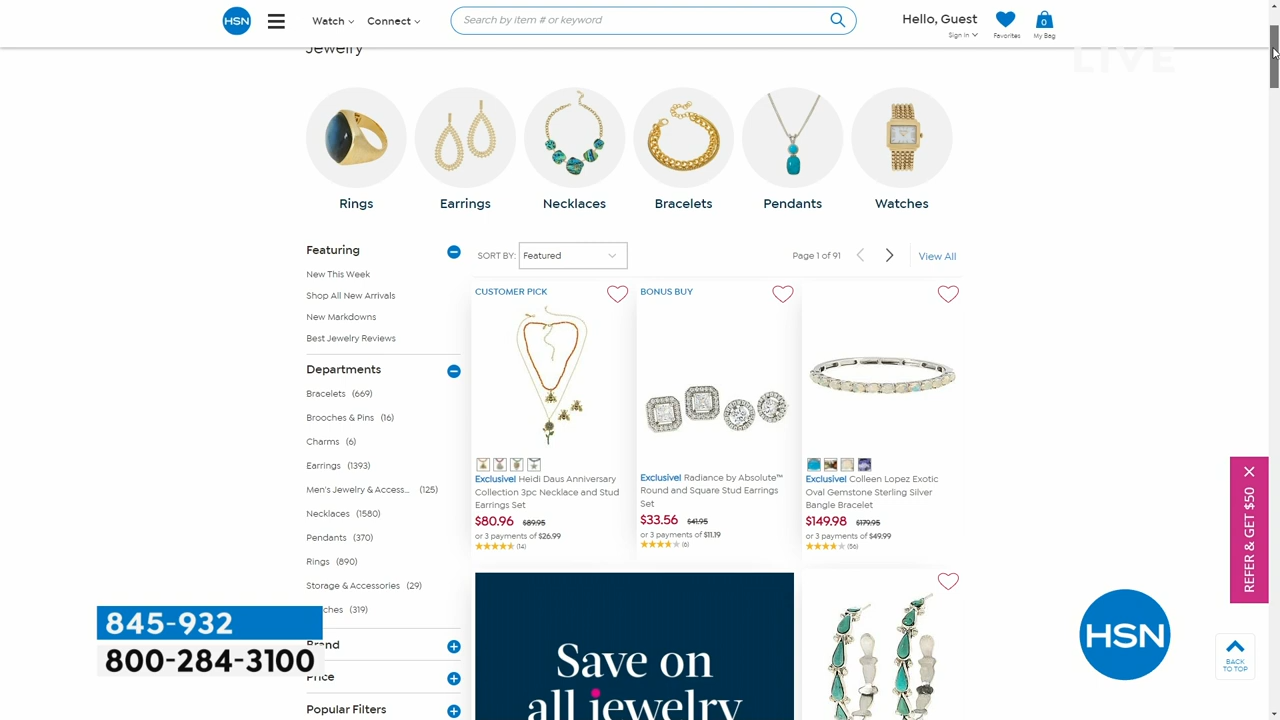 HSN
Watch
Connect
Search by item # or keyword
Hello, Guest
Sign In
Favorites
0
My Bag
Jewelry
LIVE
Rings
Earrings
Necklaces
Bracelets
Pendants
Watches
Featuring
New This Week
Shop All New Arrivals
New Markdowns
Best Jewelry Reviews
Departments
Bracelets (669)
Brooches & Pins (16)
Charms (6)
Earrings (1393)
Men's Jewelry & Access... (125)
Necklaces (1580)
Pendants (370)
Rings (890)
Storage & Accessories (29)
ches (319)
Brand
Price
Popular Filters
SORT BY: Featured
Page 1 of 91
View All
CUSTOMER PICK
Exclusive! Heidi Daus Anniversary
Collection 3pc Necklace and Stud
Earrings Set
$80.96 $89.95
or 3 payments of $26.99
(14)
BONUS BUY
Exclusive! Radiance by Absolute™
Round and Square Stud Earrings
Set
$33.56 $41.95
or 3 payments of $11.19
(6)
Exclusive! Colleen Lopez Exotic
Oval Gemstone Sterling Silver
Bangle Bracelet
$149.98 $179.95
or 3 payments of $49.99
(56)
Save on
all jewelry
845-932
800-284-3100
REFER & GET $50
HSN
BACK
TO TOP